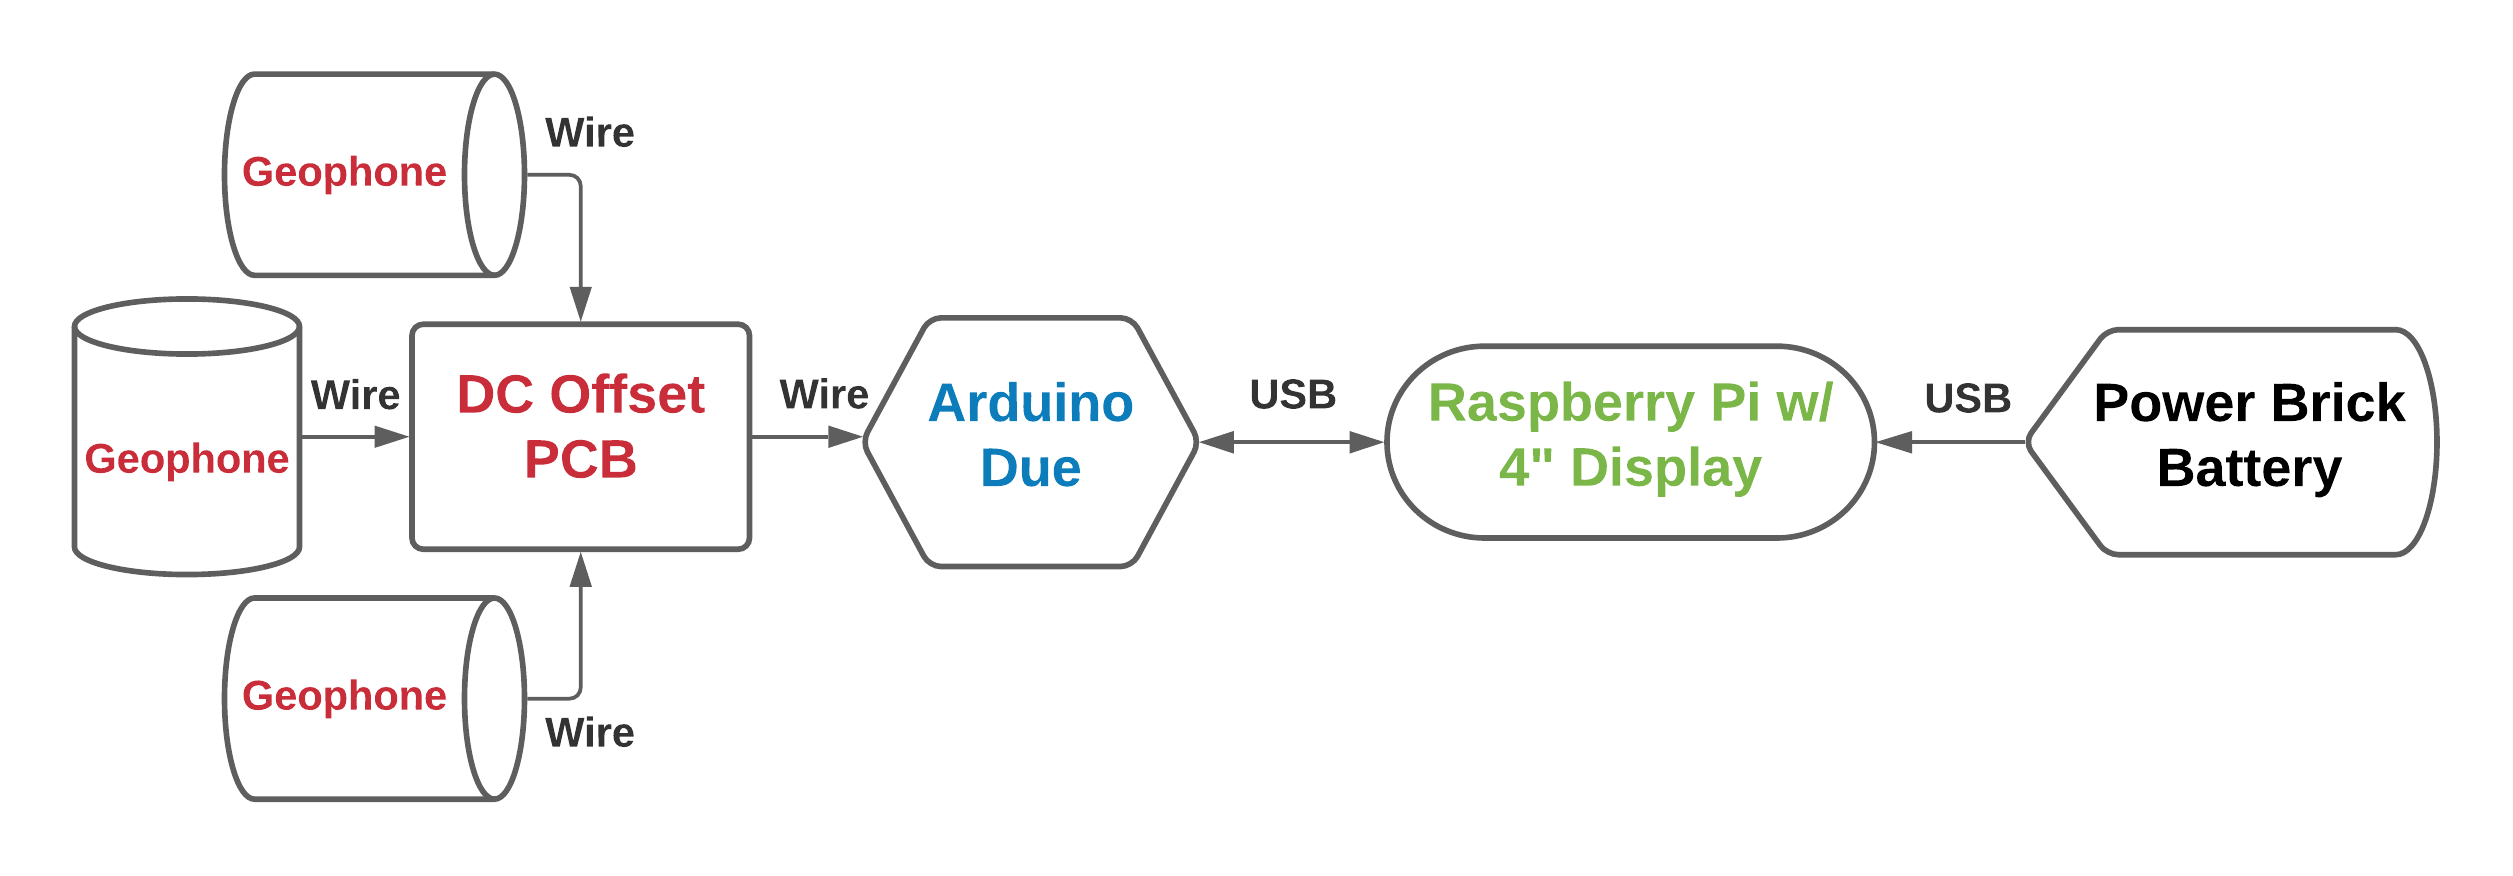 Wire
Geophone
Wire
Geophone
DC Offset
PCB
Wire
Arduino
Due
USB
Raspberry Pi w/
4" Display
USB
Power Brick
Battery
Geophone
Wire